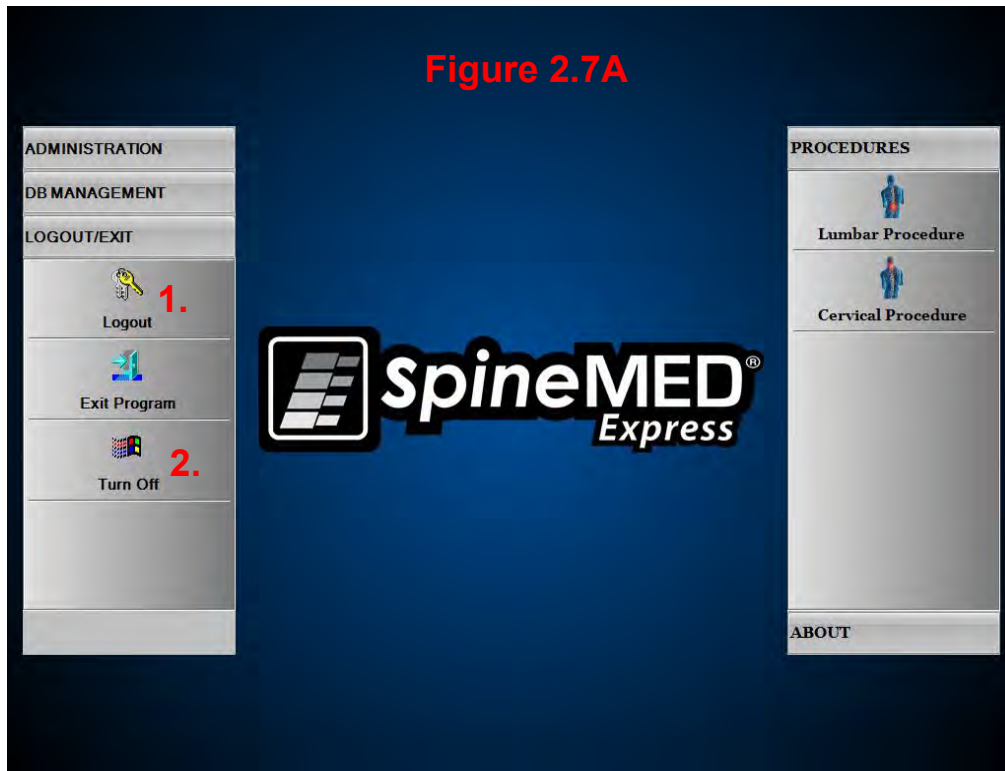 Figure 2.7A
ADMINISTRATION
DB MANAGEMENT
LOGOUT/EXIT
1.
Logout
Exit Program
2.
Turn Off
SpineMED®
Express
PROCEDURES
Lumbar Procedure
Cervical Procedure
ABOUT